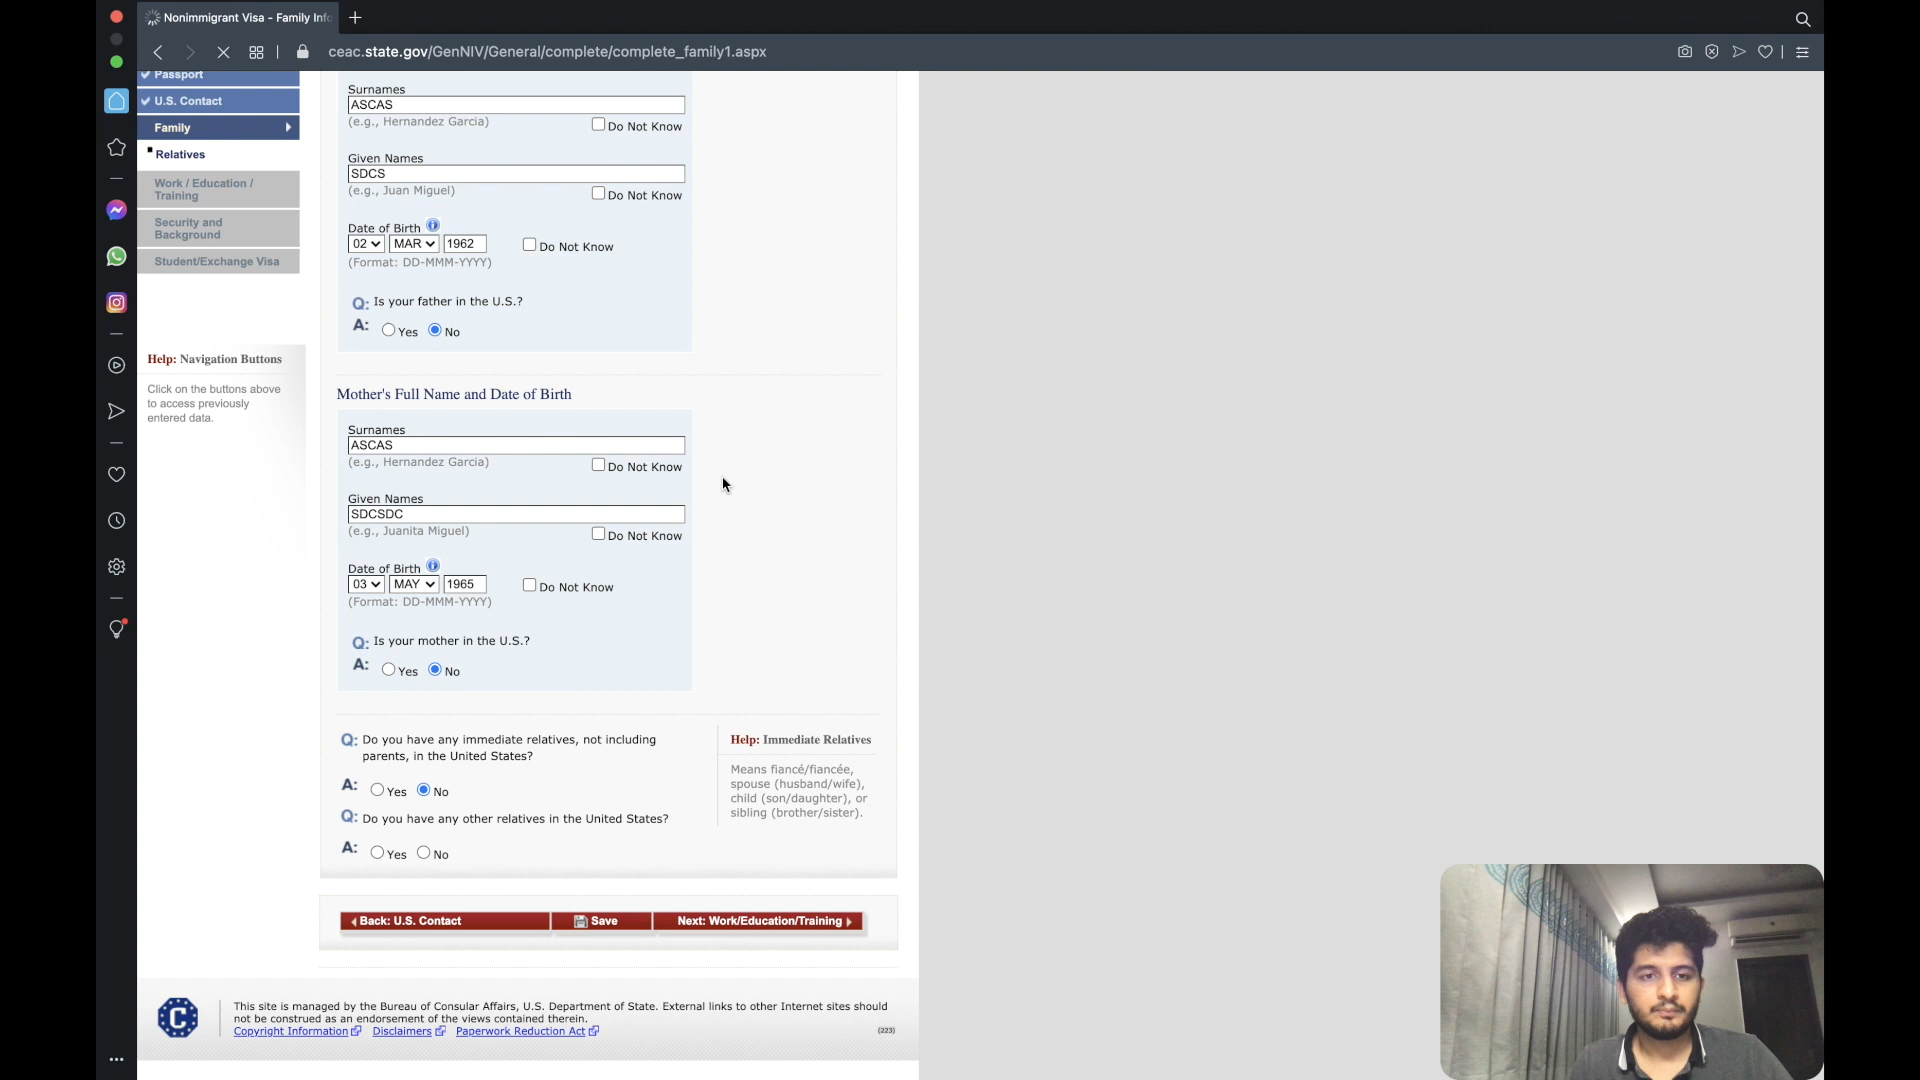 Nonimmigrant Visa - Family Info
ceac.state.gov/GenNIV/General/complete/complete_family1.aspx
Passport
U.S. Contact
Family
Relatives
Work / Education /
Training
Security and
Background
Student/Exchange Visa
Help: Navigation Buttons
Click on the buttons above
to access previously
entered data.
Surnames
ASCAS
(e.g., Hernandez Garcia)
Do Not Know
Given Names
SDCS
(e.g., Juan Miguel)
Do Not Know
Date of Birth
02 MAR 1962
Do Not Know
(Format: DD-MMM-YYYY)
Q: Is your father in the U.S.?
A: Yes No
Mother's Full Name and Date of Birth
Surnames
ASCAS
(e.g., Hernandez Garcia)
Do Not Know
Given Names
SDCSDC
(e.g., Juanita Miguel)
Do Not Know
Date of Birth
03 MAY 1965
Do Not Know
(Format: DD-MMM-YYYY)
Q: Is your mother in the U.S.?
A: Yes No
Q: Do you have any immediate relatives, not including
parents, in the United States?
A: Yes No
Q: Do you have any other relatives in the United States?
A: Yes No
Help: Immediate Relatives
Means fiancé/fiancée,
spouse (husband/wife),
child (son/daughter), or
sibling (brother/sister).
Back: U.S. Contact
Save
Next: Work/Education/Training
C
This site is managed by the Bureau of Consular Affairs, U.S. Department of State. External links to other Internet sites should
not be construed as an endorsement of the views contained therein.
Copyright Information Disclaimers Paperwork Reduction Act
(223)